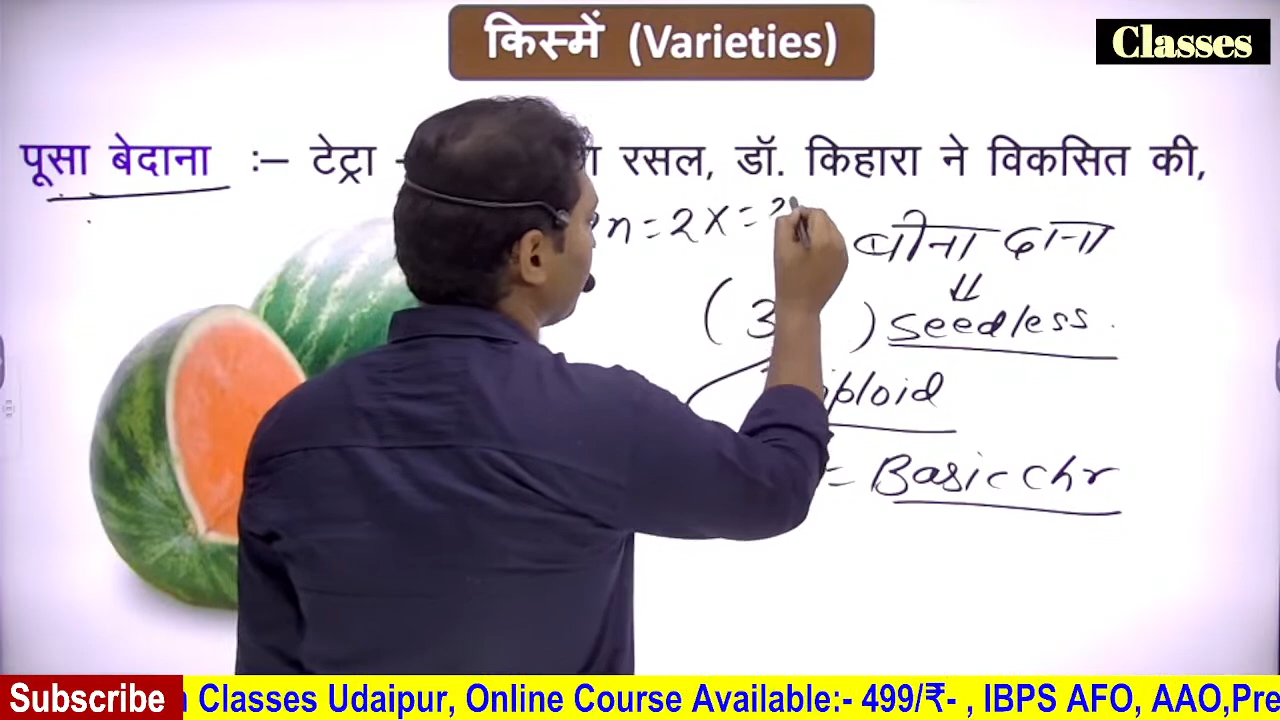 किस्में (Varieties)
Classes
पूसा बेदाना :– टेट्रा रसल, डॉ. किहारा ने विकसित की,
n = 2x =
बीना दाना
(3 ) seedless.
iploid
= Basic Chr
Subscribe
Classes Udaipur, Online Course Available:- 499/₹- , IBPS AFO, AAO,Pre